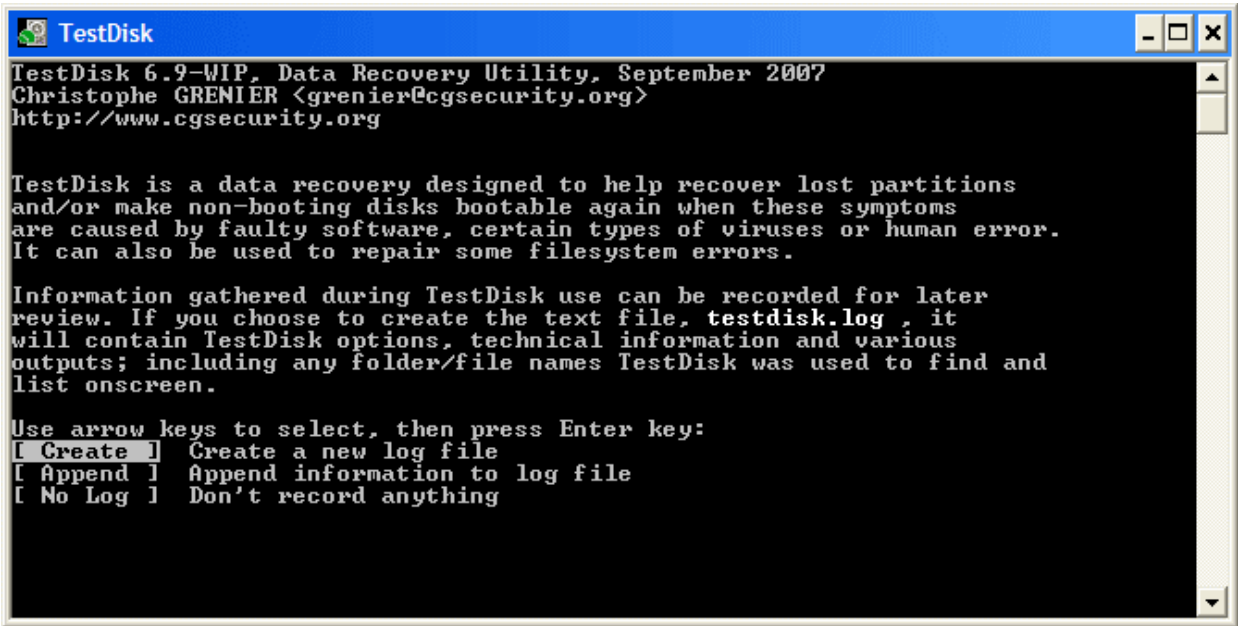 TestDisk
TestDisk 6.9-WIP, Data Recovery Utility, September 2007
Christophe GRENIER <grenier@cgsecurity.org>
http://www.cgsecurity.org
TestDisk is a data recovery designed to help recover lost partitions
and/or make non-booting disks bootable again when these symptoms
are caused by faulty software, certain types of viruses or human error.
It can also be used to repair some filesystem errors.
Information gathered during TestDisk use can be recorded for later
review. If you choose to create the text file, testdisk.log , it
will contain TestDisk options, technical information and various
outputs; including any folder/file names TestDisk was used to find and
list onscreen.
Use arrow keys to select, then press Enter key:
[ Create ]  Create a new log file
[ Append ]  Append information to log file
[ No Log ]  Don't record anything